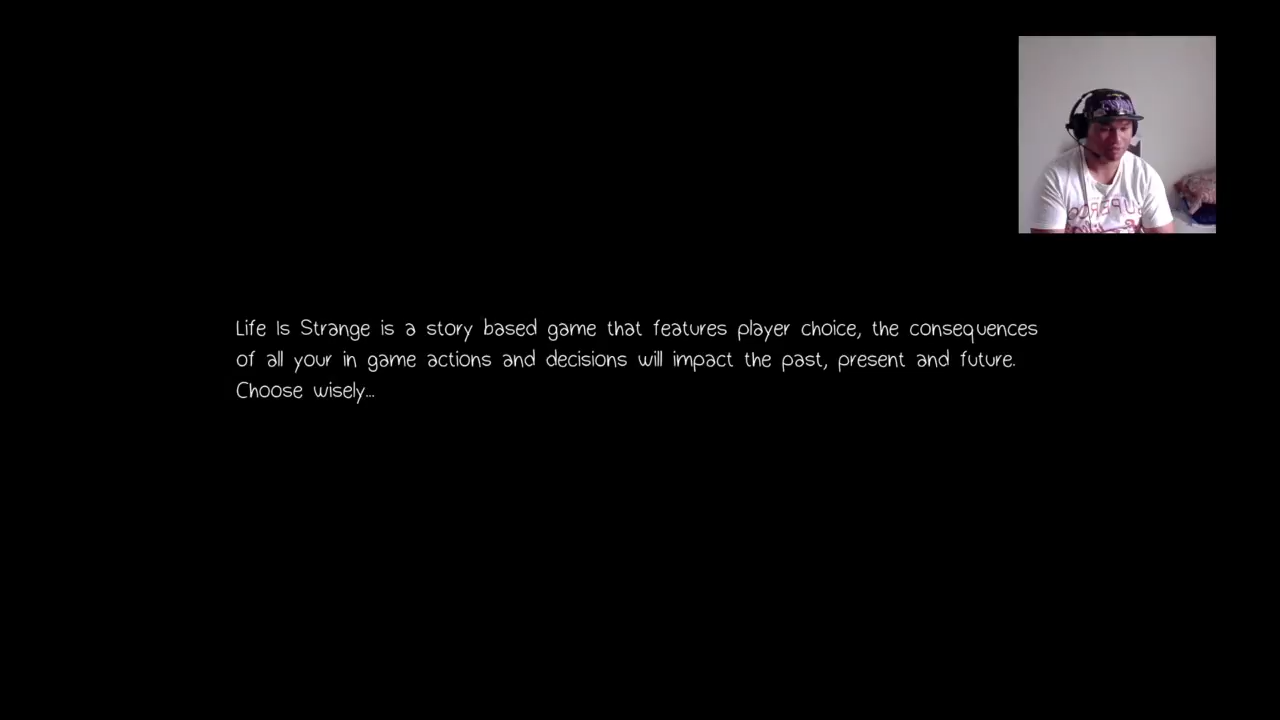 Life Is Strange is a story based game that features player choice, the consequences
of all your in game actions and decisions will impact the past, present and future.
Choose wisely...